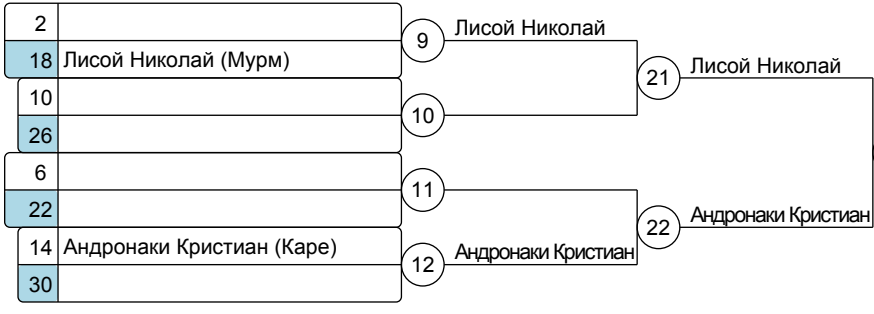 2
18 Лисой Николай (Мурм)
10
26
6
22
14 Андронаки Кристиан (Каре)
30
9
10
11
12
Лисой Николай
Андронаки Кристиан
21
22
Лисой Николай
Андронаки Кристиан